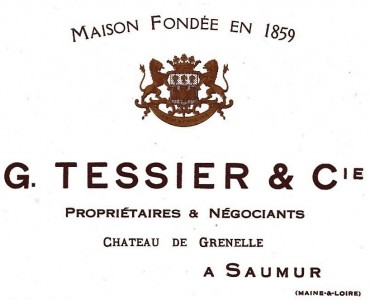 MAISON FONDÉE EN 1859
G. TESSIER & CIE
PROPRIÉTAIRES & NÉGOCIANTS
CHATEAU DE GRENELLE
A SAUMUR
(MAINE-&-LOIRE)